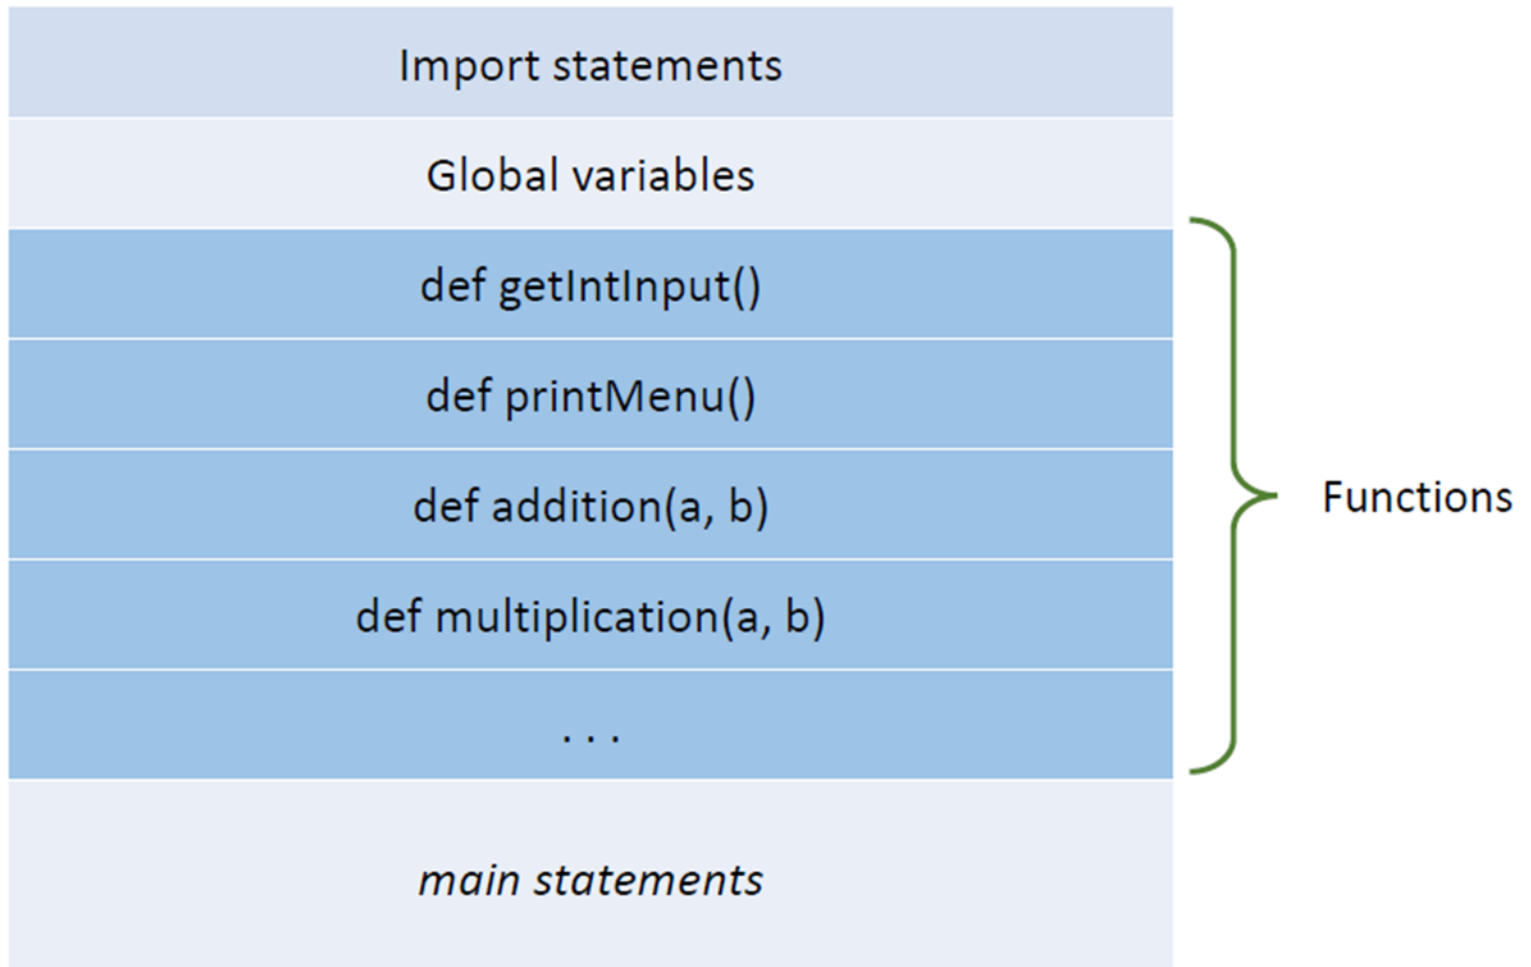 Import statements
Global variables
def getIntInput()
def printMenu()
def addition(a, b)
def multiplication(a, b)
. . .
main statements
Functions